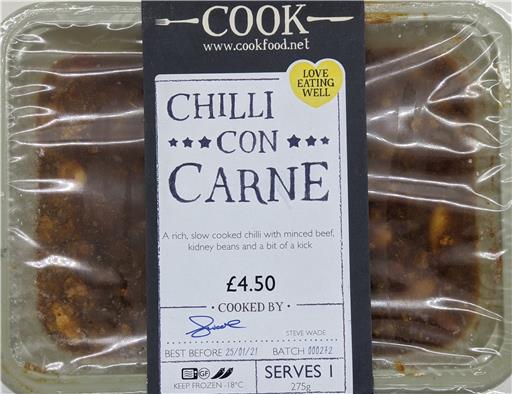 COOK
www.cookfood.net
LOVE
EATING
WELL
CHILLI
CON
CARNE
A rich, slow cooked chilli with minced beef,
kidney beans and a bit of a kick
£4.50
• COOKED BY •
STEVE WADE
BEST BEFORE 25/01/21 BATCH 000272
GF
KEEP FROZEN -18°C
SERVES 1
275g